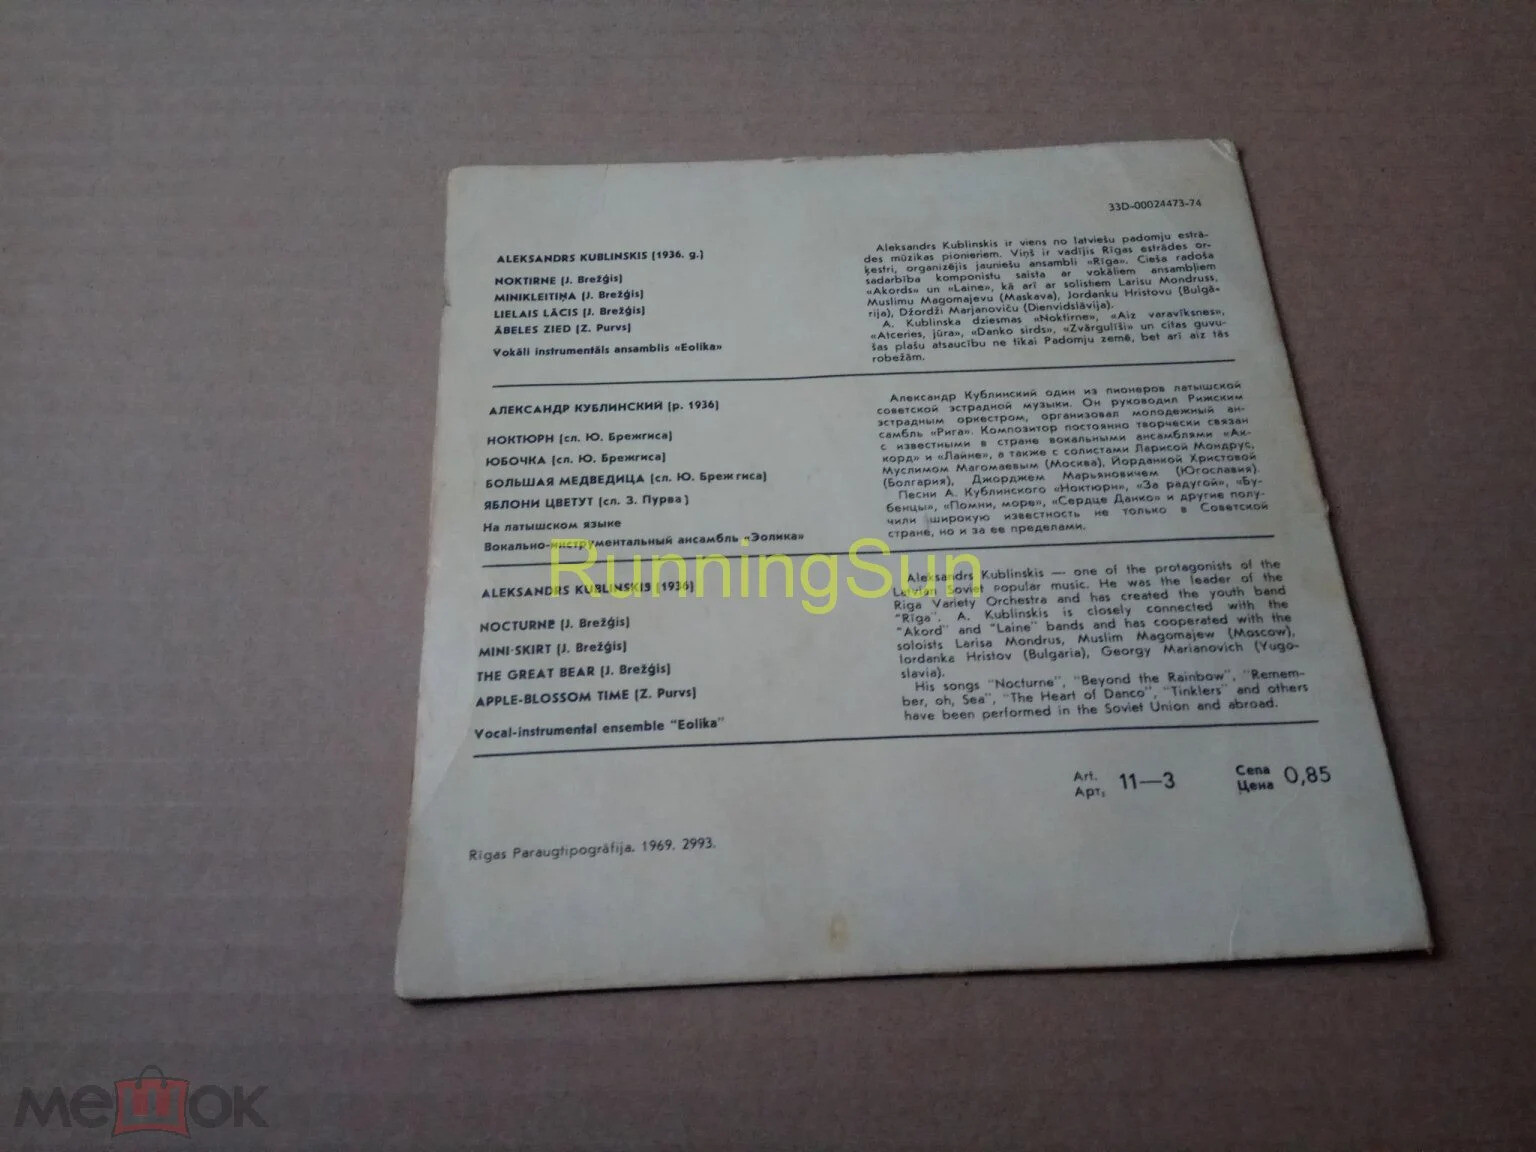 33D-00024473-74
ALEKSANDRS KUBLINSKIS (1936. g.)
NOKTIRNE (J. Brežģis)
MINIKLEITIŅA (J. Brežģis)
LIELAIS LĀCIS (J. Brežģis)
ĀBELES ZIED (Z. Purvs)
Vokāli instrumentāls ansamblis «Eolika»
Aleksandrs Kublinskis ir viens no latviešu padomju estrā-
des mūzikas pionieriem. Viņš ir vadījis Rīgas estrādes or-
ķestri, organizējis jauniešu ansambli «Rīga». Cieša radoša
sadarbība komponistu saista ar vokāliem ansambļiem
«Akords» un «Laine», kā arī ar solistiem Larisu Mondruss,
Muslimu Magomajevu (Maskava), Jordanku Hristovu (Bulgā-
rija), Džordži Marjanoviču (Dienvidslāvija).
A. Kublinska dziesmas «Noktirne», «Aiz varavīksnes»,
«Atceries, jūra», «Danko sirds», «Zvārgulīši» un citas guvu-
šas plašu atsaucību ne tikai Padomju zemē, bet arī aiz tās
robežām.
АЛЕКСАНДР КУБЛИНСКИЙ (р. 1936)
НОКТЮРН (сл. Ю. Брежгиса)
ЮБОЧКА (сл. Ю. Брежгиса)
БОЛЬШАЯ МЕДВЕДИЦА (сл. Ю. Брежгиса)
ЯБЛОНИ ЦВЕТУТ (сл. З. Пурва)
На латышском языке
Вокально-инструментальный ансамбль «Эолика»
Александр Кублинский один из пионеров латышской
советской эстрадной музыки. Он руководил Рижским
эстрадным оркестром, организовал молодежный ан-
самбль «Рига». Композитор постоянно творчески связан
с известными в стране вокальными ансамблями «Ак-
корд» и «Лайне», а также с солистами Ларисой Мондрус,
Муслимом Магомаевым (Москва), Йорданкой Христовой
(Болгария), Джорджем Марьяновичем (Югославия).
Песни А. Кублинского «Ноктюрн», «За радугой», «Бу-
бенцы», «Помни, море», «Сердце Данко» и другие полу-
чили широкую известность не только в Советской
стране, но и за ее пределами.
RunningSun
ALEKSANDRS KUBLINSKIS (1936)
NOCTURNE (J. Brežģis)
MINI-SKIRT (J. Brežģis)
THE GREAT BEAR (J. Brežģis)
APPLE-BLOSSOM TIME (Z. Purvs)
Vocal-instrumental ensemble "Eolika"
Aleksandrs Kublinskis — one of the protagonists of the
Latvian Soviet popular music. He was the leader of the
Riga Variety Orchestra and has created the youth band
"Rīga". A. Kublinskis is closely connected with the
"Akord" and "Laine" bands and has cooperated with the
soloists Larisa Mondrus, Muslim Magomajew (Moscow),
Iordanka Hristov (Bulgaria), Georgy Marianovich (Yugo-
slavia).
His songs "Nocturne", "Beyond the Rainbow", "Remem-
ber, oh, Sea", "The Heart of Danco", "Tinklers" and others
have been performed in the Soviet Union and abroad.
Art. 11—3 Cena 0,85
Арт. Цена
Rīgas Paraugtipogrāfija. 1969. 2993.
мешок